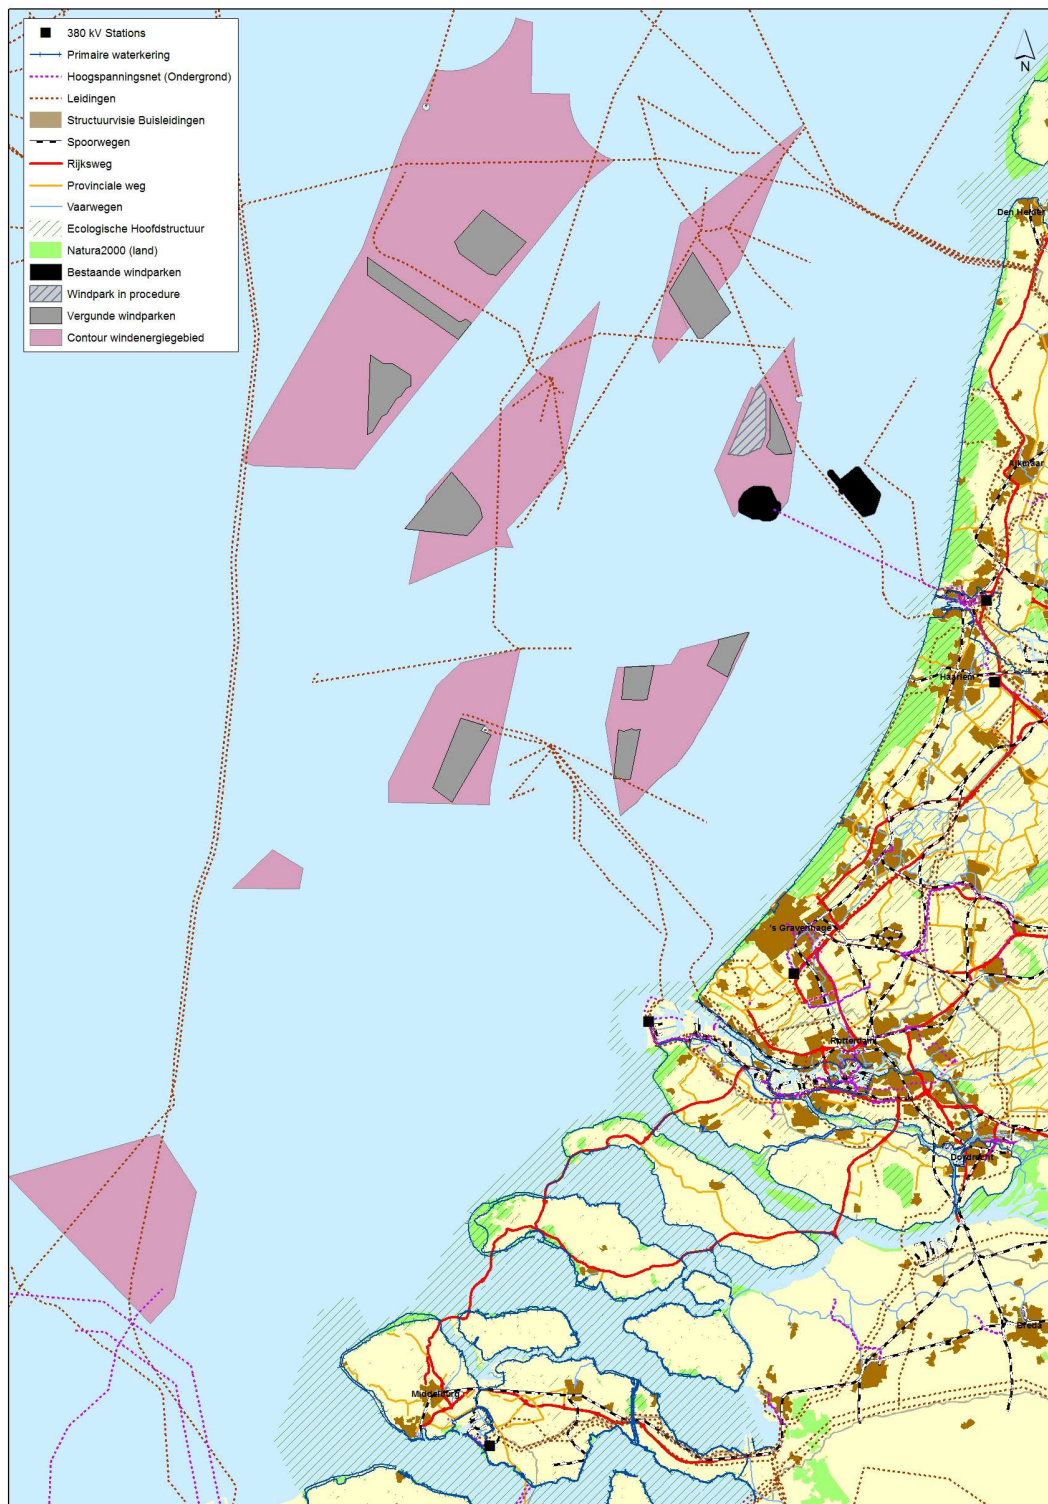 380 kV Stations
Primaire waterkering
Hoogspanningsnet (Ondergrond)
Leidingen
Structuurvisie Buisleidingen
Spoorwegen
Rijksweg
Provinciale weg
Vaarwegen
Ecologische Hoofdstructuur
Natura2000 (land)
Bestaande windparken
Windpark in procedure
Vergunde windparken
Contour windenergiegebied
N
Den Helder
Alkmaar
Haarlem
's Gravenhage
Rotterdam
Dordrecht
Breda
Middelburg